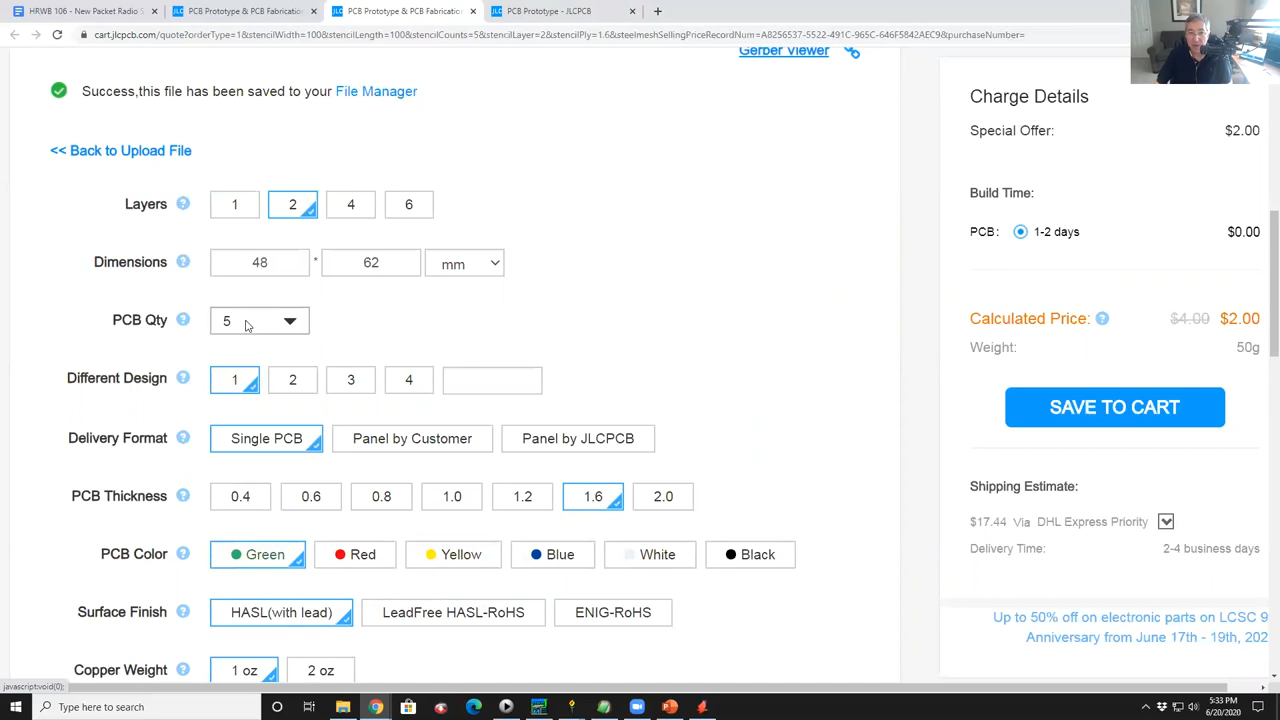 HRWB 106 - New Packet Radio S
PCB Prototype & PCB Fabrication
PCB Prototype & PCB Fabrication
PCB Prototype - JLCPCB
cart.jlcpcb.com/quote?orderType=1&stencilWidth=100&stencilLength=100&stencilCounts=5&stencilLayer=2&stencilPly=1.6&steelmeshSellingPriceRecordNum=A8256537-5522-491C-965C-646F5842AEC9&purchaseNumber=
Gerber Viewer
Success,this file has been saved to your File Manager
<< Back to Upload File
Layers ? 1 2 4 6
Dimensions ? 48 * 62 mm
PCB Qty ? 5
Different Design ? 1 2 3 4
Delivery Format ? Single PCB Panel by Customer Panel by JLCPCB
PCB Thickness ? 0.4 0.6 0.8 1.0 1.2 1.6 2.0
PCB Color ? Green Red Yellow Blue White Black
Surface Finish ? HASL(with lead) LeadFree HASL-RoHS ENIG-RoHS
Copper Weight ? 1 oz 2 oz
Charge Details
Special Offer: $2.00
Build Time:
PCB: 1-2 days $0.00
Calculated Price: ? $4.00 $2.00
Weight: 50g
SAVE TO CART
Shipping Estimate:
$17.44 Via DHL Express Priority
Delivery Time: 2-4 business days
Up to 50% off on electronic parts on LCSC 9
Anniversary from June 17th - 19th, 202
javascript:void(0);
Type here to search
5:33 PM
6/20/2020